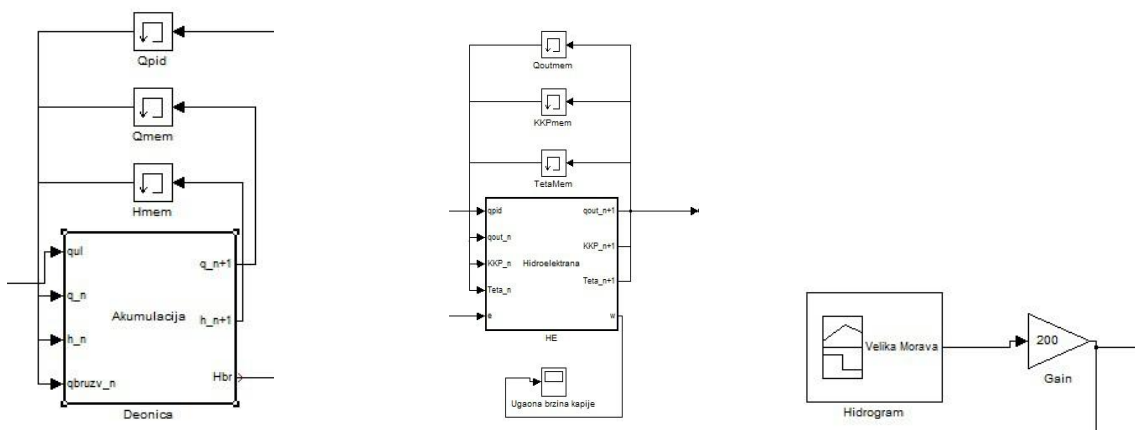 Qpid
Qmem
Hmem
qul
q_n
h_n
qbruzv_n
Akumulacija
q_n+1
h_n+1
Hbr
Deonica
Qoutmem
KKPmem
TetaMem
qpid
qout_n
KKP_n
Teta_n
e
Hidroelektrana
qout_n+1
KKP_n+1
Teta_n+1
w
HE
Ugaona brzina kapije
Velika Morava
Hidrogram
200
Gain